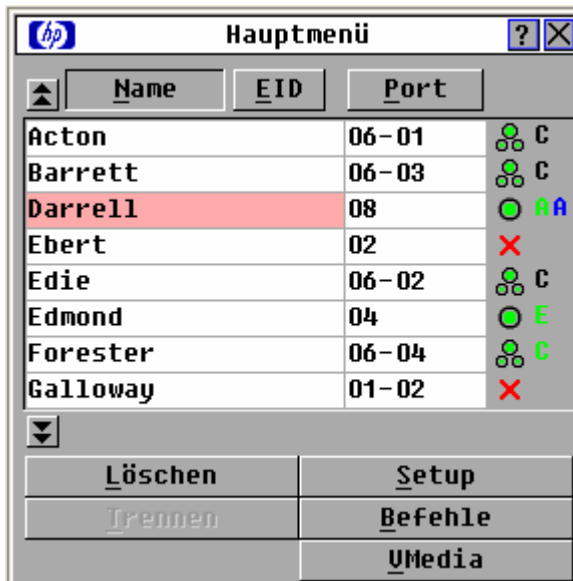 hp Hauptmenü ? X
Name EID Port
Acton 06-01 C
Barrett 06-03 C
Darrell 08 A A
Ebert 02
Edie 06-02 C
Edmond 04 E
Forester 06-04 C
Galloway 01-02
Löschen Setup
Trennen Befehle
VMedia